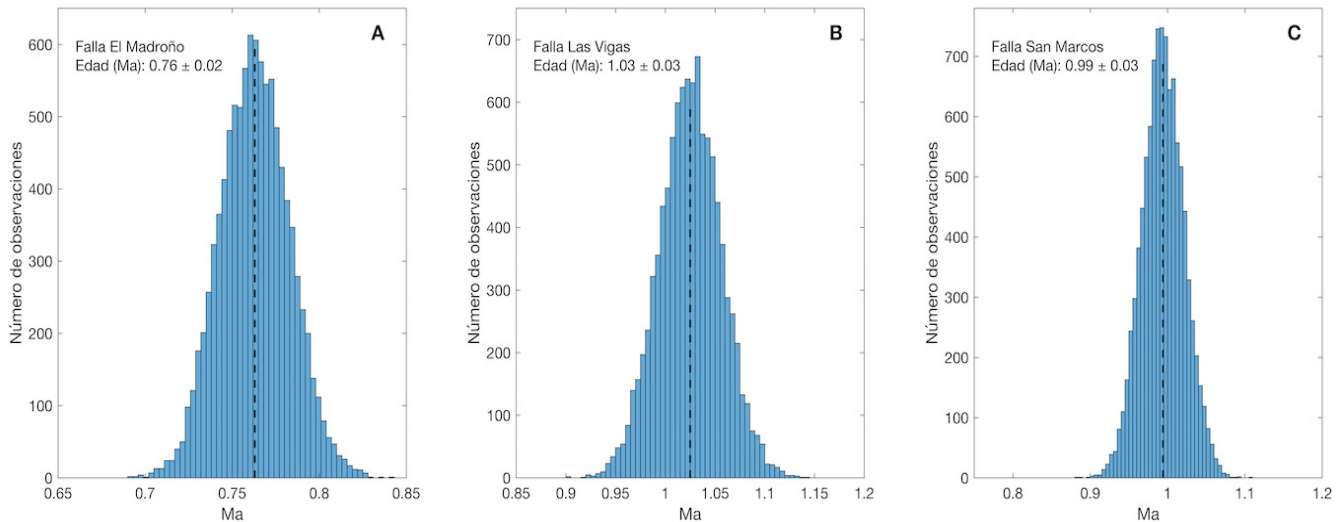 A
Falla El Madroño
Edad (Ma): 0.76 ± 0.02
Número de observaciones
600
500
400
300
200
100
0
0.65 0.7 0.75 0.8 0.85
Ma
B
Falla Las Vigas
Edad (Ma): 1.03 ± 0.03
Número de observaciones
700
600
500
400
300
200
100
0
0.85 0.9 0.95 1 1.05 1.1 1.15 1.2
Ma
C
Falla San Marcos
Edad (Ma): 0.99 ± 0.03
Número de observaciones
700
600
500
400
300
200
100
0
0.8 0.9 1 1.1 1.2
Ma